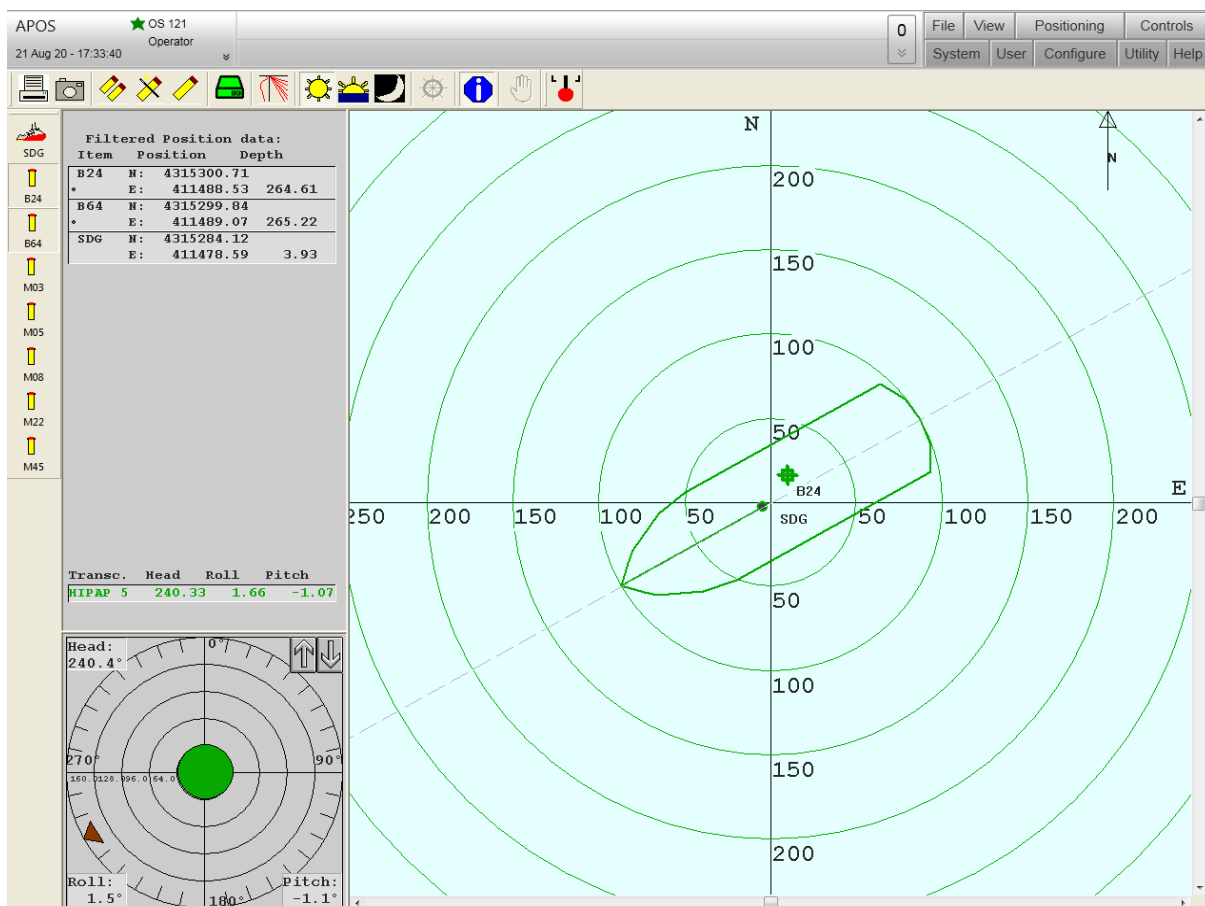 APOS
OS 121
Operator
21 Aug 20 - 17:33:40
0
File View Positioning Controls
System User Configure Utility Help
SDG
B24
B64
M03
M05
M08
M22
M45
Filtered Position data:
Item Position Depth
B24 N: 4315300.71
E: 411488.53 264.61
B64 N: 4315299.84
E: 411489.07 265.22
SDG N: 4315284.12
E: 411478.59 3.93
Transc. Head Roll Pitch
HIPAP 5 240.33 1.66 -1.07
Head:
240.4°
0°
270°
90°
160.0128.096.064.0
Roll:
1.5°
180°
Pitch:
-1.1°
N
N
200
150
100
50
B24
E
250 200 150 100 50 SDG 50 100 150 200
50
100
150
200